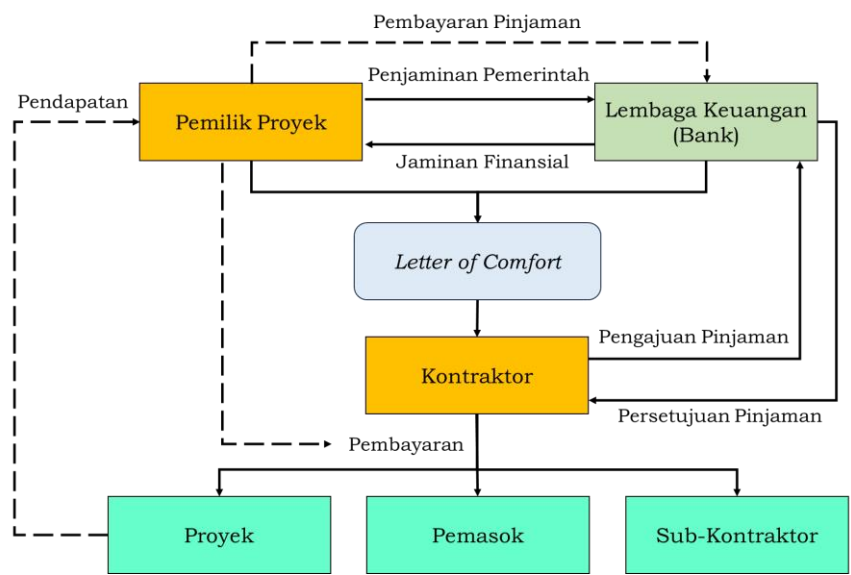 Pembayaran Pinjaman
Penjaminan Pemerintah
Pendapatan
Pemilik Proyek
Lembaga Keuangan
(Bank)
Jaminan Finansial
Letter of Comfort
Pengajuan Pinjaman
Kontraktor
Persetujuan Pinjaman
Pembayaran
Proyek
Pemasok
Sub-Kontraktor